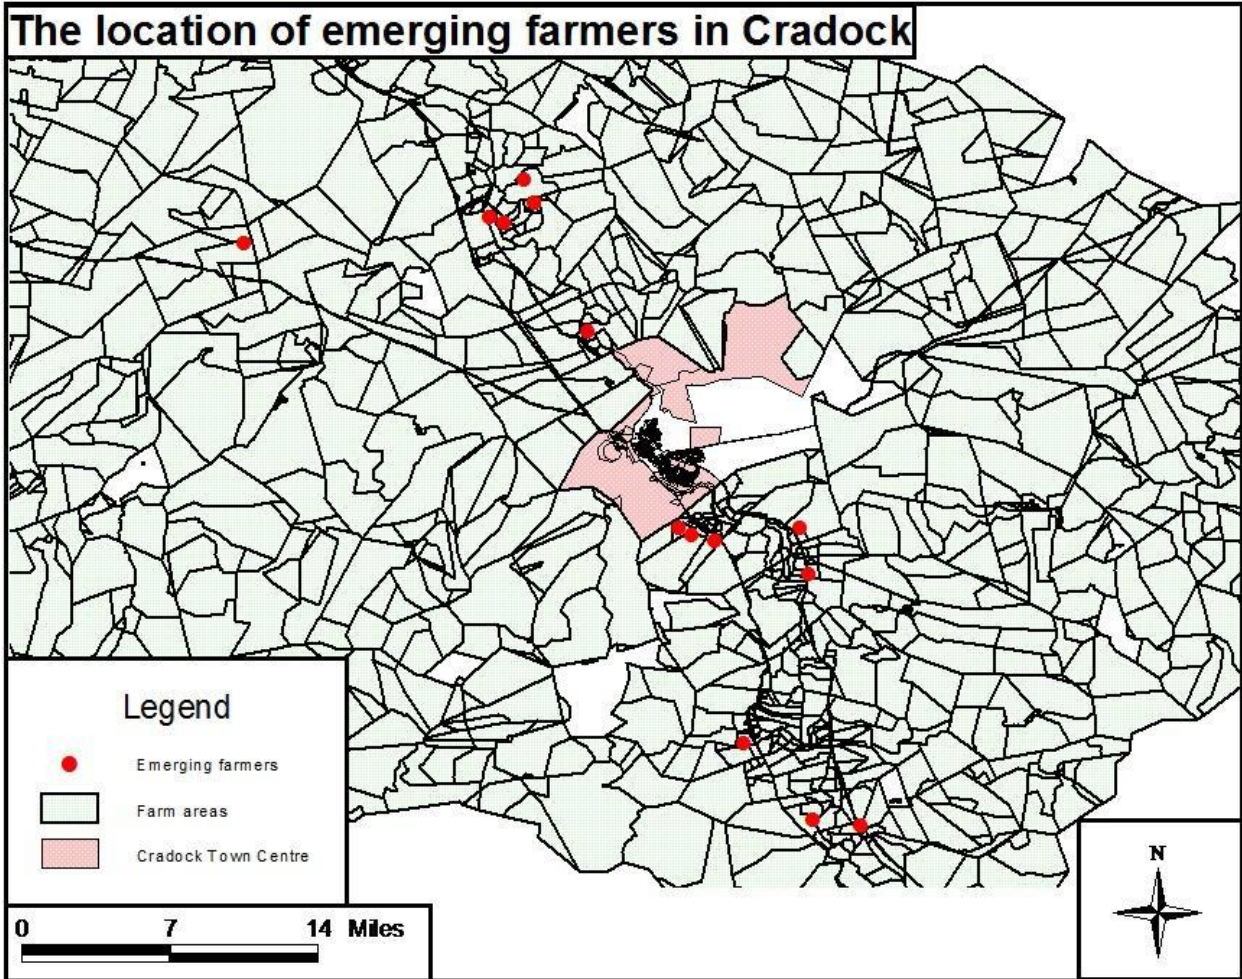 The location of emerging farmers in Cradock
Legend
Emerging farmers
Farm areas
Cradock Town Centre
0 7 14 Miles
N